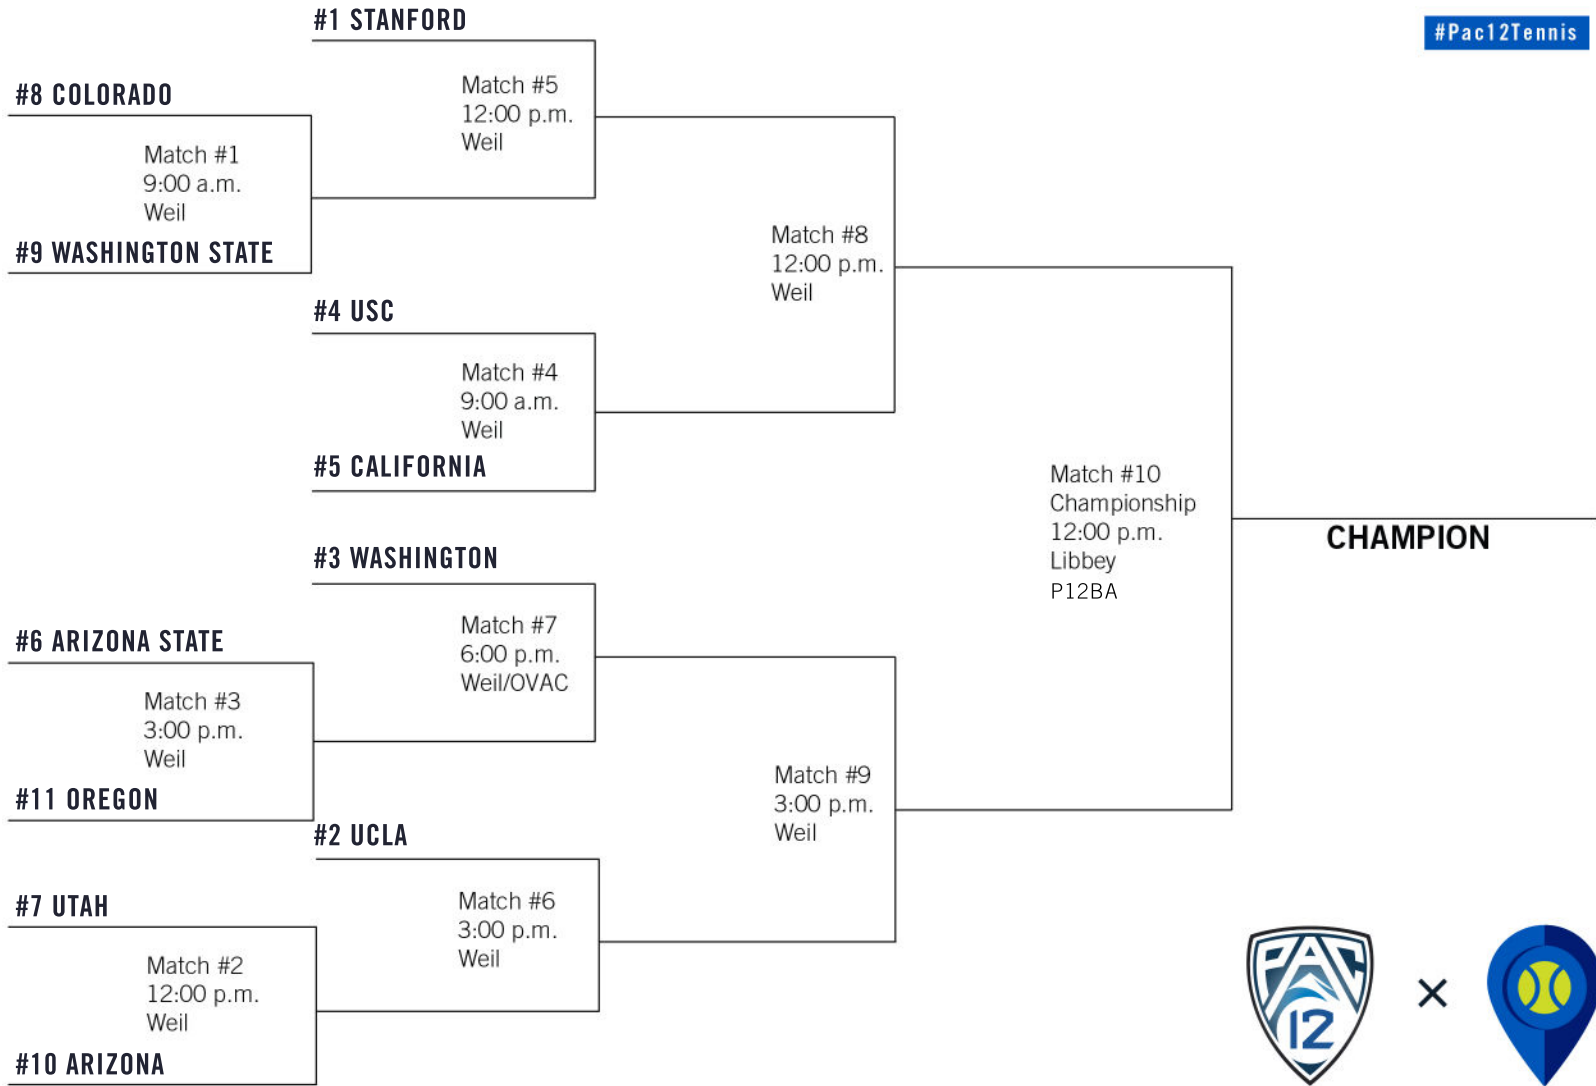 #1 STANFORD
#Pac12Tennis
#8 COLORADO
Match #5
12:00 p.m.
Weil
Match #1
9:00 a.m.
Weil
#9 WASHINGTON STATE
Match #8
12:00 p.m.
Weil
#4 USC
Match #4
9:00 a.m.
Weil
#5 CALIFORNIA
Match #10
Championship
12:00 p.m.
Libbey
P12BA
CHAMPION
#3 WASHINGTON
#6 ARIZONA STATE
Match #7
6:00 p.m.
Weil/OVAC
Match #3
3:00 p.m.
Weil
#11 OREGON
Match #9
3:00 p.m.
Weil
#2 UCLA
#7 UTAH
Match #6
3:00 p.m.
Weil
Match #2
12:00 p.m.
Weil
#10 ARIZONA
PAC
12
×